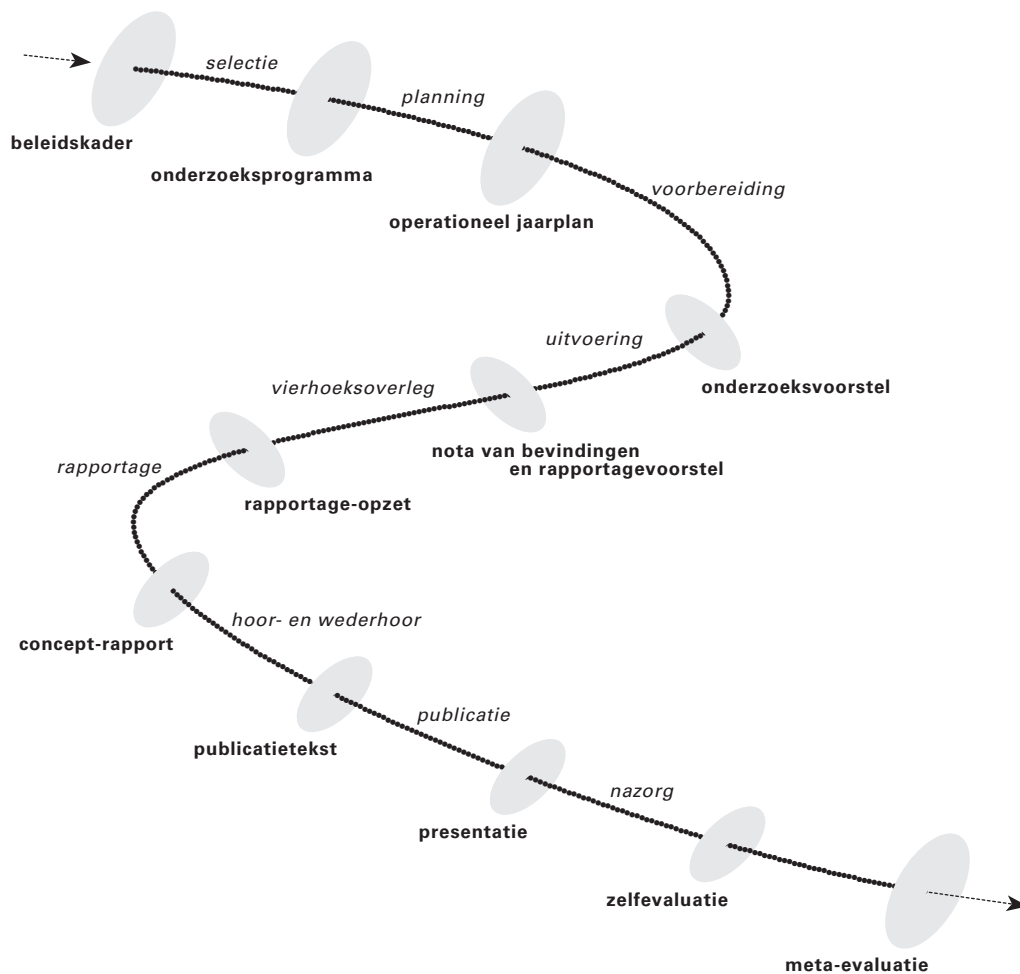 selectie
beleidskader
planning
onderzoeksprogramma
voorbereiding
operationeel jaarplan
uitvoering
onderzoeksvoorstel
vierhoeksoverleg
nota van bevindingen
en rapportagevoorstel
rapportage
rapportage-opzet
concept-rapport
hoor- en wederhoor
publicatietekst
publicatie
presentatie
nazorg
zelfevaluatie
meta-evaluatie